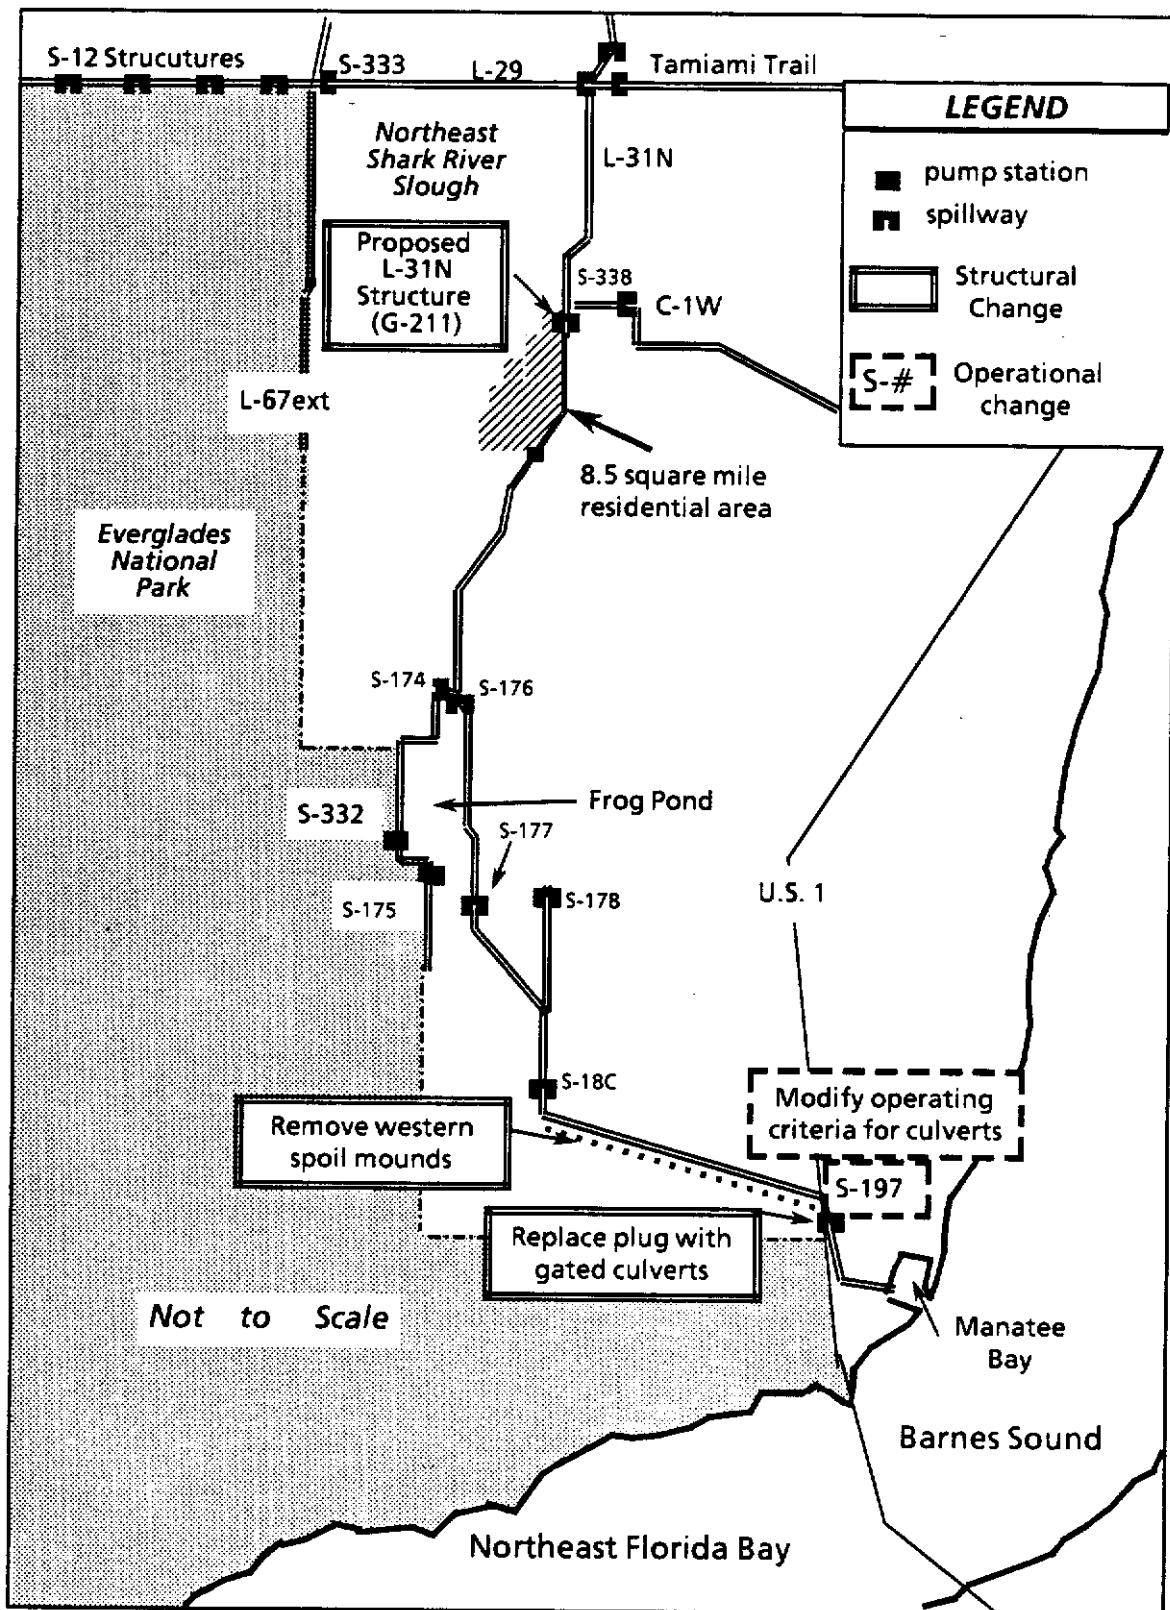 S-12 Strucutures
S-333
L-29
Tamiami Trail
LEGEND
pump station
spillway
Structural
Change
S-#
Operational
change
Northeast
Shark River
Slough
L-31N
Proposed
L-31N
Structure
(G-211)
S-338
C-1W
L-67ext
8.5 square mile
residential area
Everglades
National
Park
S-174
S-176
S-332
Frog Pond
S-177
S-175
S-178
U.S. 1
S-18C
Modify operating
criteria for culverts
S-197
Remove western
spoil mounds
Replace plug with
gated culverts
Not to Scale
Manatee
Bay
Barnes Sound
Northeast Florida Bay